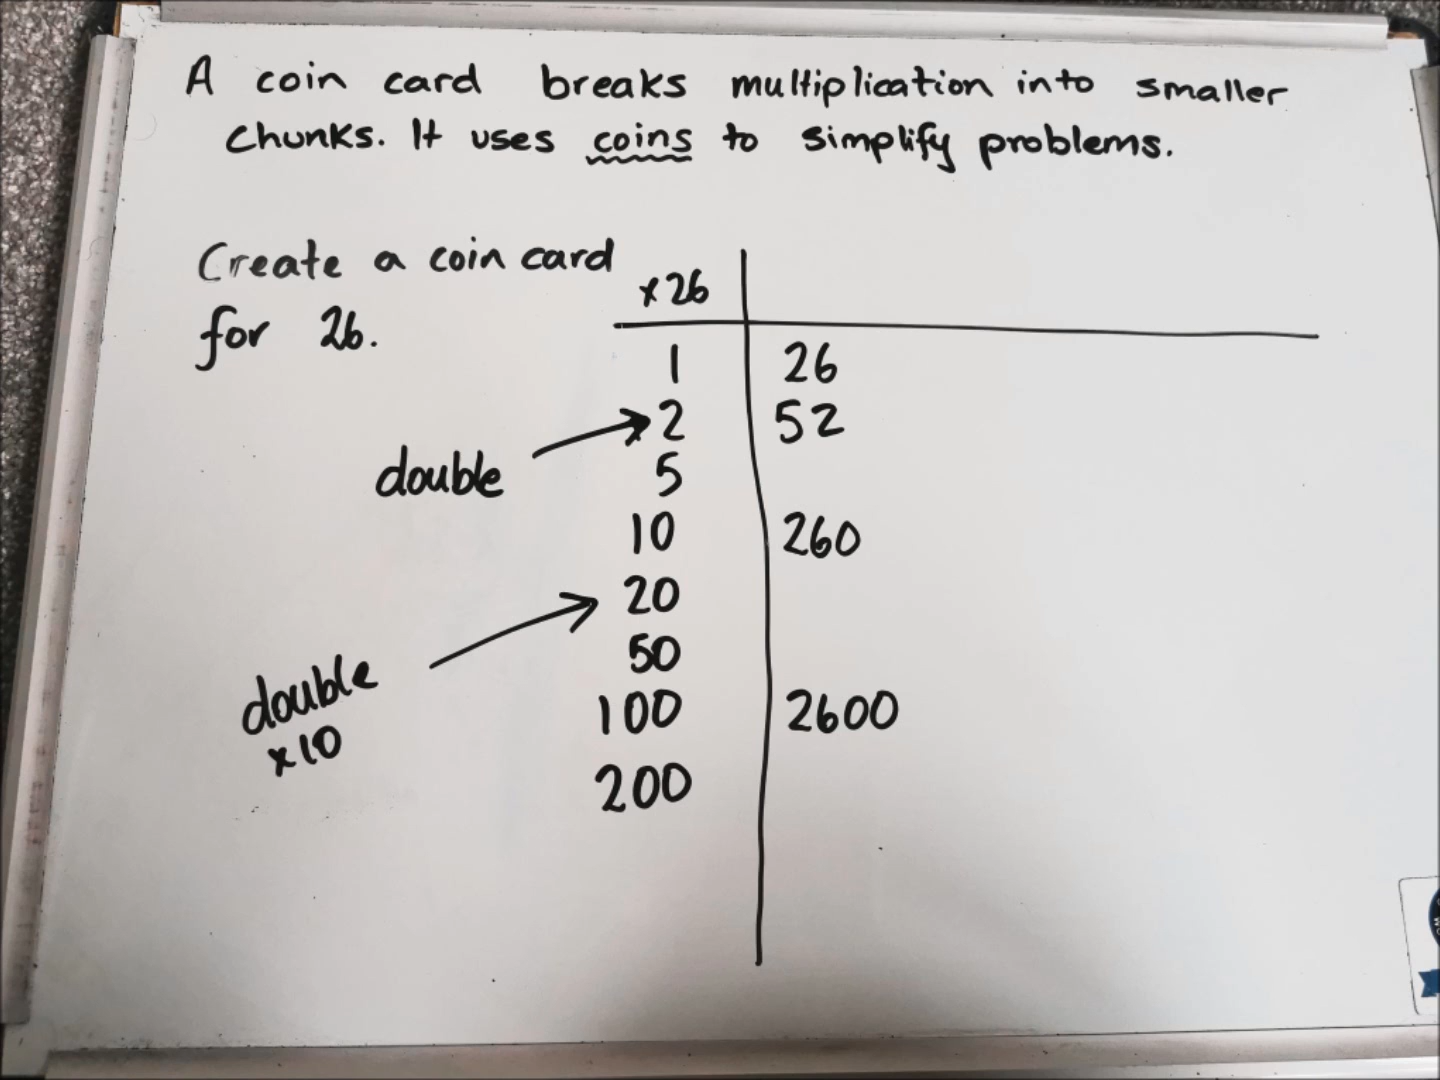 A coin card breaks multiplication into smaller
chunks. It uses coins to simplify problems.
Create a coin card
for 26.
x26
1 26
2 52
double
5
10 260
20
50
double
x10
100 2600
200